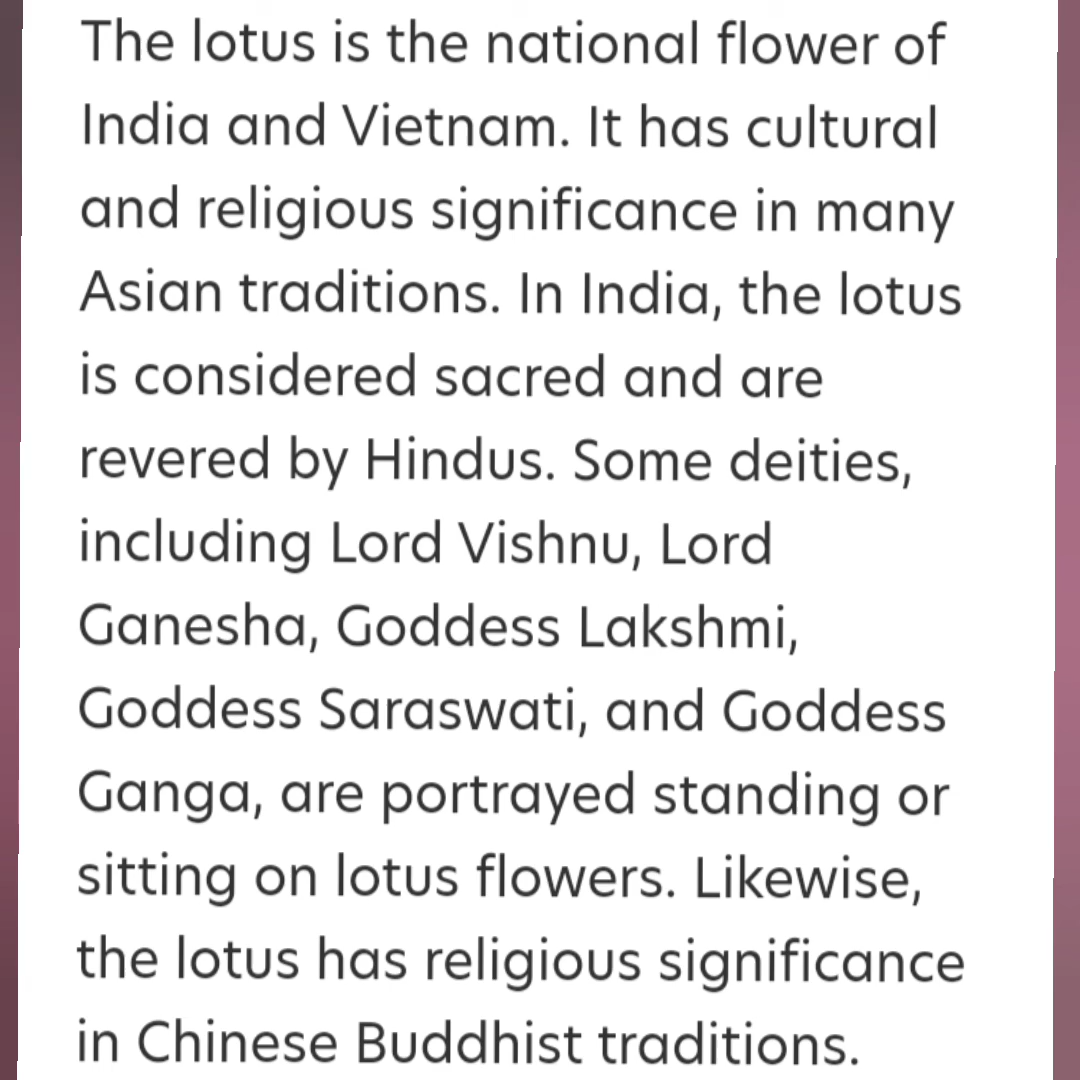 The lotus is the national flower of
India and Vietnam. It has cultural
and religious significance in many
Asian traditions. In India, the lotus
is considered sacred and are
revered by Hindus. Some deities,
including Lord Vishnu, Lord
Ganesha, Goddess Lakshmi,
Goddess Saraswati, and Goddess
Ganga, are portrayed standing or
sitting on lotus flowers. Likewise,
the lotus has religious significance
in Chinese Buddhist traditions.